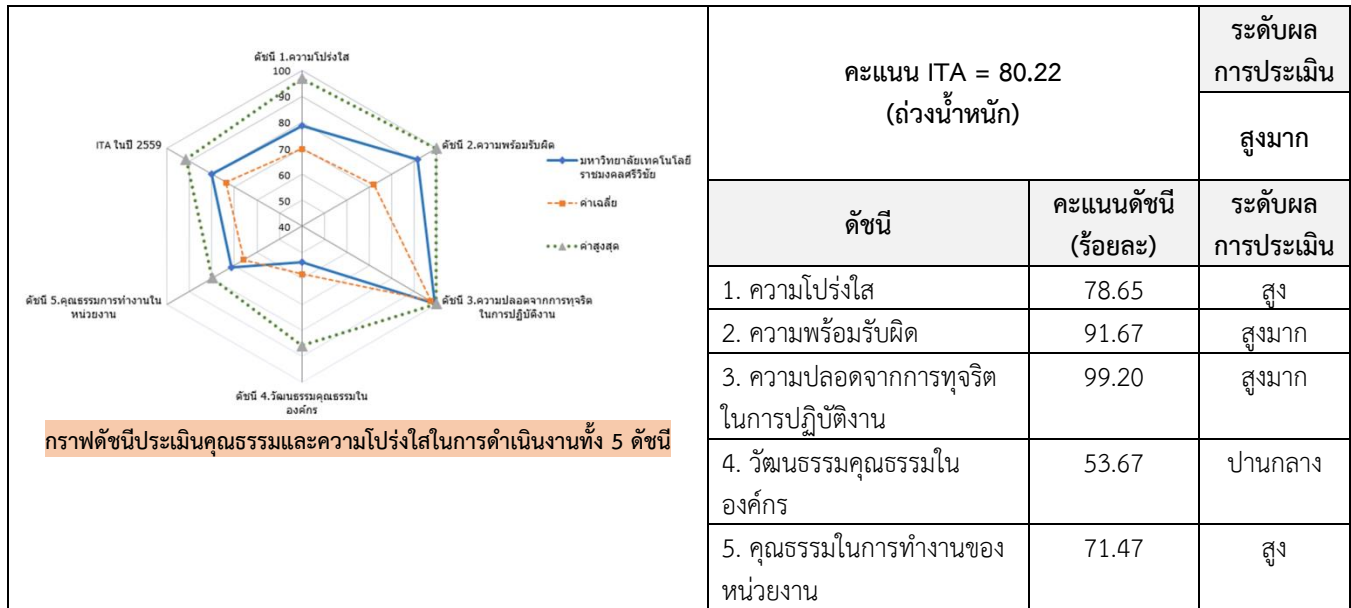 ดัชนี 1.ความโปร่งใส
100
90
80
70
60
50
40
ITA ในปี 2559
ดัชนี 2.ความพร้อมรับผิด
ดัชนี 5.คุณธรรมการทำงานใน
หน่วยงาน
ดัชนี 3.ความปลอดจากการทุจริต
ในการปฏิบัติงาน
ดัชนี 4.วัฒนธรรมคุณธรรมใน
องค์กร
มหาวิทยาลัยเทคโนโลยี
ราชมงคลศรีวิชัย
ค่าเฉลี่ย
ค่าสูงสุด
กราฟดัชนีประเมินคุณธรรมและความโปร่งใสในการดำเนินงานทั้ง 5 ดัชนี
คะแนน ITA = 80.22
(ถ่วงน้ำหนัก)
ระดับผล
การประเมิน
สูงมาก
ดัชนี
คะแนนดัชนี
(ร้อยละ)
ระดับผล
การประเมิน
1. ความโปร่งใส 78.65 สูง
2. ความพร้อมรับผิด 91.67 สูงมาก
3. ความปลอดจากการทุจริต 99.20 สูงมาก
ในการปฏิบัติงาน
4. วัฒนธรรมคุณธรรมใน 53.67 ปานกลาง
องค์กร
5. คุณธรรมในการทำงานของ 71.47 สูง
หน่วยงาน